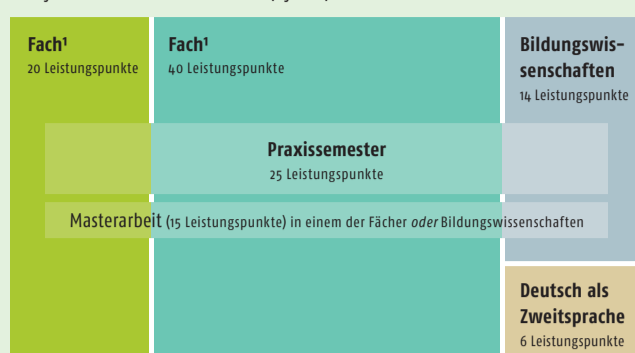 Fach¹
20 Leistungspunkte
Fach¹
40 Leistungspunkte
Bildungswis-
senschaften
14 Leistungspunkte
Praxissemester
25 Leistungspunkte
Masterarbeit (15 Leistungspunkte) in einem der Fächer oder Bildungswissenschaften
Deutsch als
Zweitsprache
6 Leistungspunkte